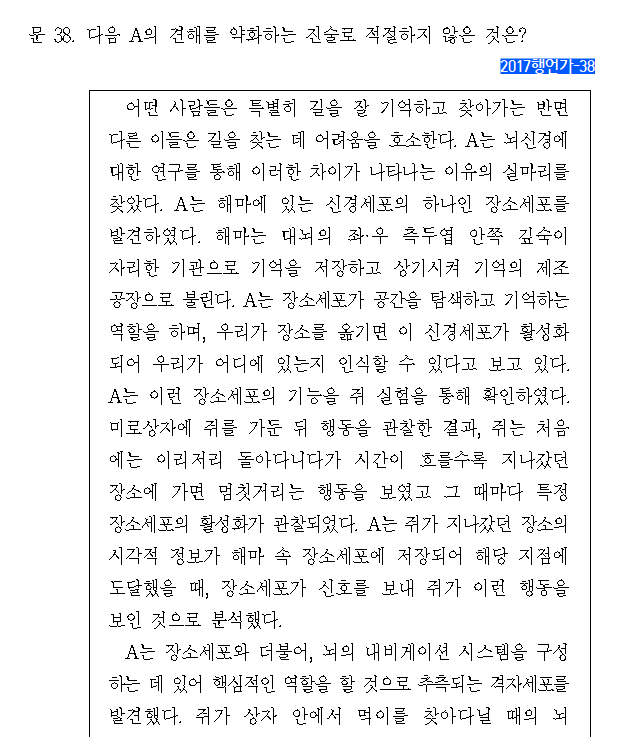 문 38. 다음 A의 견해를 약화하는 진술로 적절하지 않은 것은?
2017행언가-38
어떤 사람들은 특별히 길을 잘 기억하고 찾아가는 반면
다른 이들은 길을 찾는 데 어려움을 호소한다. A는 뇌신경에
대한 연구를 통해 이러한 차이가 나타나는 이유의 실마리를
찾았다. A는 해마에 있는 신경세포의 하나인 장소세포를
발견하였다. 해마는 대뇌의 좌·우 측두엽 안쪽 깊숙이
자리한 기관으로 기억을 저장하고 상기시켜 기억의 제조
공장으로 불린다. A는 장소세포가 공간을 탐색하고 기억하는
역할을 하며, 우리가 장소를 옮기면 이 신경세포가 활성화
되어 우리가 어디에 있는지 인식할 수 있다고 보고 있다.
A는 이런 장소세포의 기능을 쥐 실험을 통해 확인하였다.
미로상자에 쥐를 가둔 뒤 행동을 관찰한 결과, 쥐는 처음
에는 이리저리 돌아다니다가 시간이 흐를수록 지나갔던
장소에 가면 멈칫거리는 행동을 보였고 그 때마다 특정
장소세포의 활성화가 관찰되었다. A는 쥐가 지나갔던 장소의
시각적 정보가 해마 속 장소세포에 저장되어 해당 지점에
도달했을 때, 장소세포가 신호를 보내 쥐가 이런 행동을
보인 것으로 분석했다.
A는 장소세포와 더불어, 뇌의 내비게이션 시스템을 구성
하는 데 있어 핵심적인 역할을 할 것으로 추측되는 격자세포를
발견했다. 쥐가 상자 안에서 먹이를 찾아다닐 때의 뇌